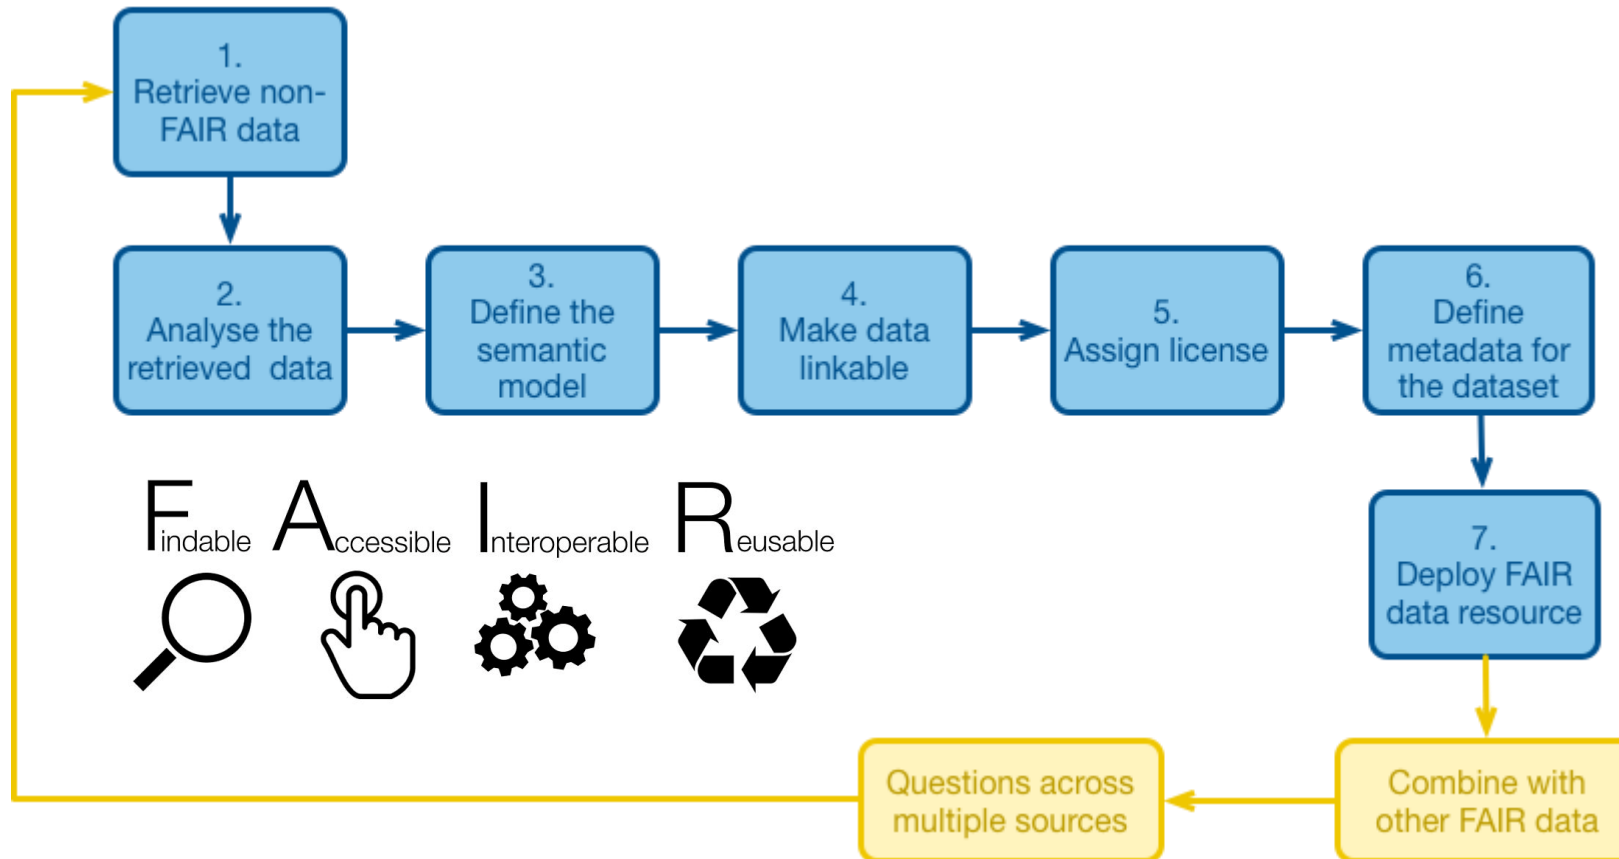 1.
Retrieve non-
FAIR data
2.
Analyse the
retrieved data
3.
Define the
semantic
model
4.
Make data
linkable
5.
Assign license
6.
Define
metadata for
the dataset
Findable Accessible Interoperable Reusable
7.
Deploy FAIR
data resource
Questions across
multiple sources
Combine with
other FAIR data